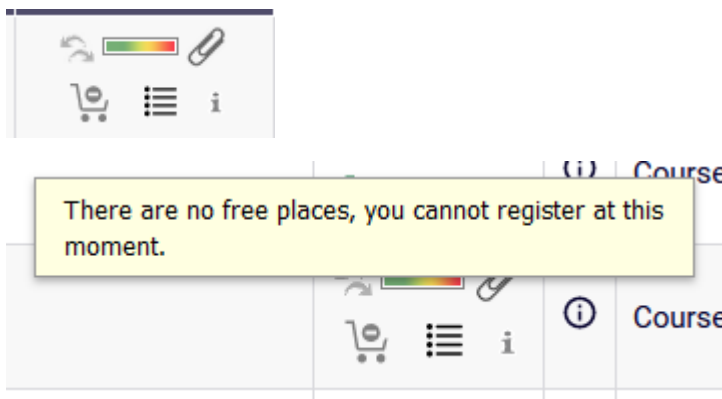 Course
There are no free places, you cannot register at this
moment.
Course